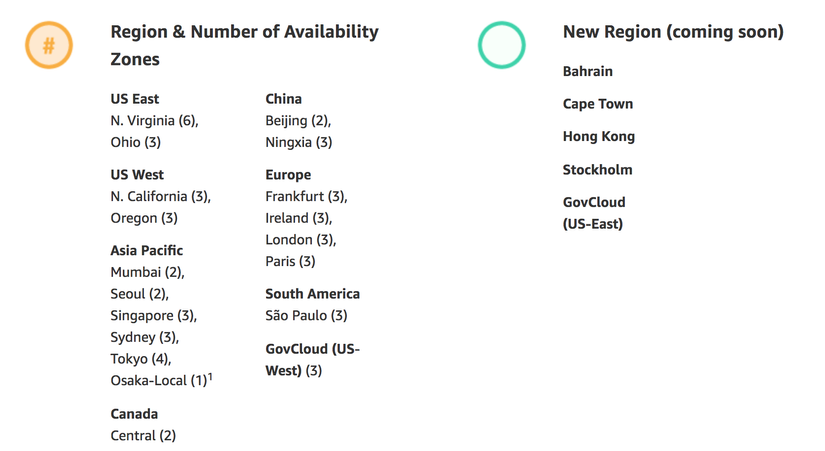 #
Region & Number of Availability
Zones
US East
N. Virginia (6),
Ohio (3)
US West
N. California (3),
Oregon (3)
Asia Pacific
Mumbai (2),
Seoul (2),
Singapore (3),
Sydney (3),
Tokyo (4),
Osaka-Local (1)¹
Canada
Central (2)
China
Beijing (2),
Ningxia (3)
Europe
Frankfurt (3),
Ireland (3),
London (3),
Paris (3)
South America
São Paulo (3)
GovCloud (US-
West) (3)
New Region (coming soon)
Bahrain
Cape Town
Hong Kong
Stockholm
GovCloud
(US-East)